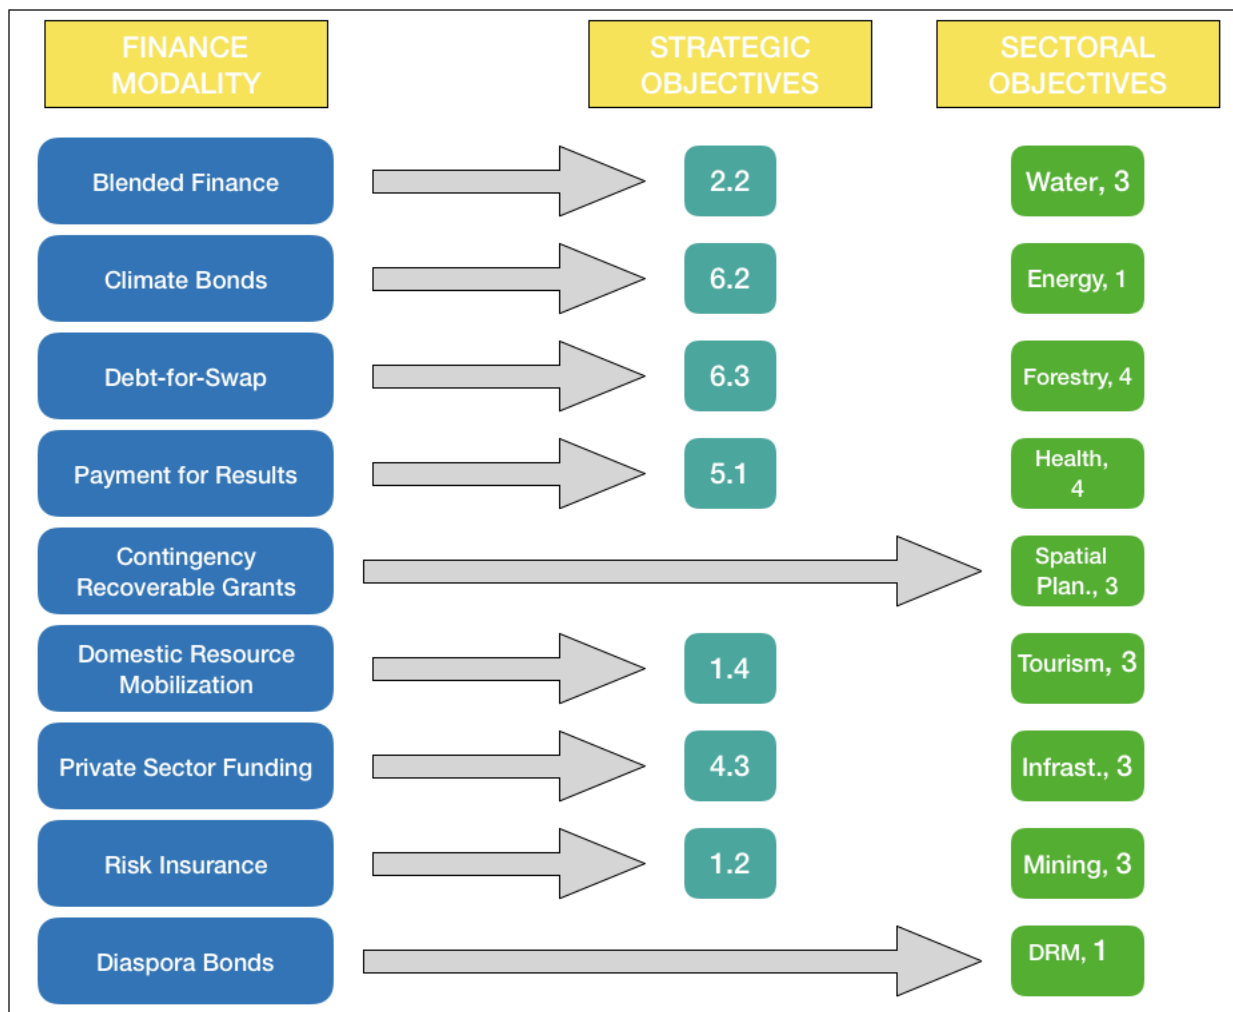 FINANCE
MODALITY
STRATEGIC
OBJECTIVES
SECTORAL
OBJECTIVES
Blended Finance
2.2
Water, 3
Climate Bonds
6.2
Energy, 1
Debt-for-Swap
6.3
Forestry, 4
Payment for Results
5.1
Health,
4
Contingency
Recoverable Grants
Spatial
Plan., 3
Domestic Resource
Mobilization
1.4
Tourism, 3
Private Sector Funding
4.3
Infrast., 3
Risk Insurance
1.2
Mining, 3
Diaspora Bonds
DRM, 1